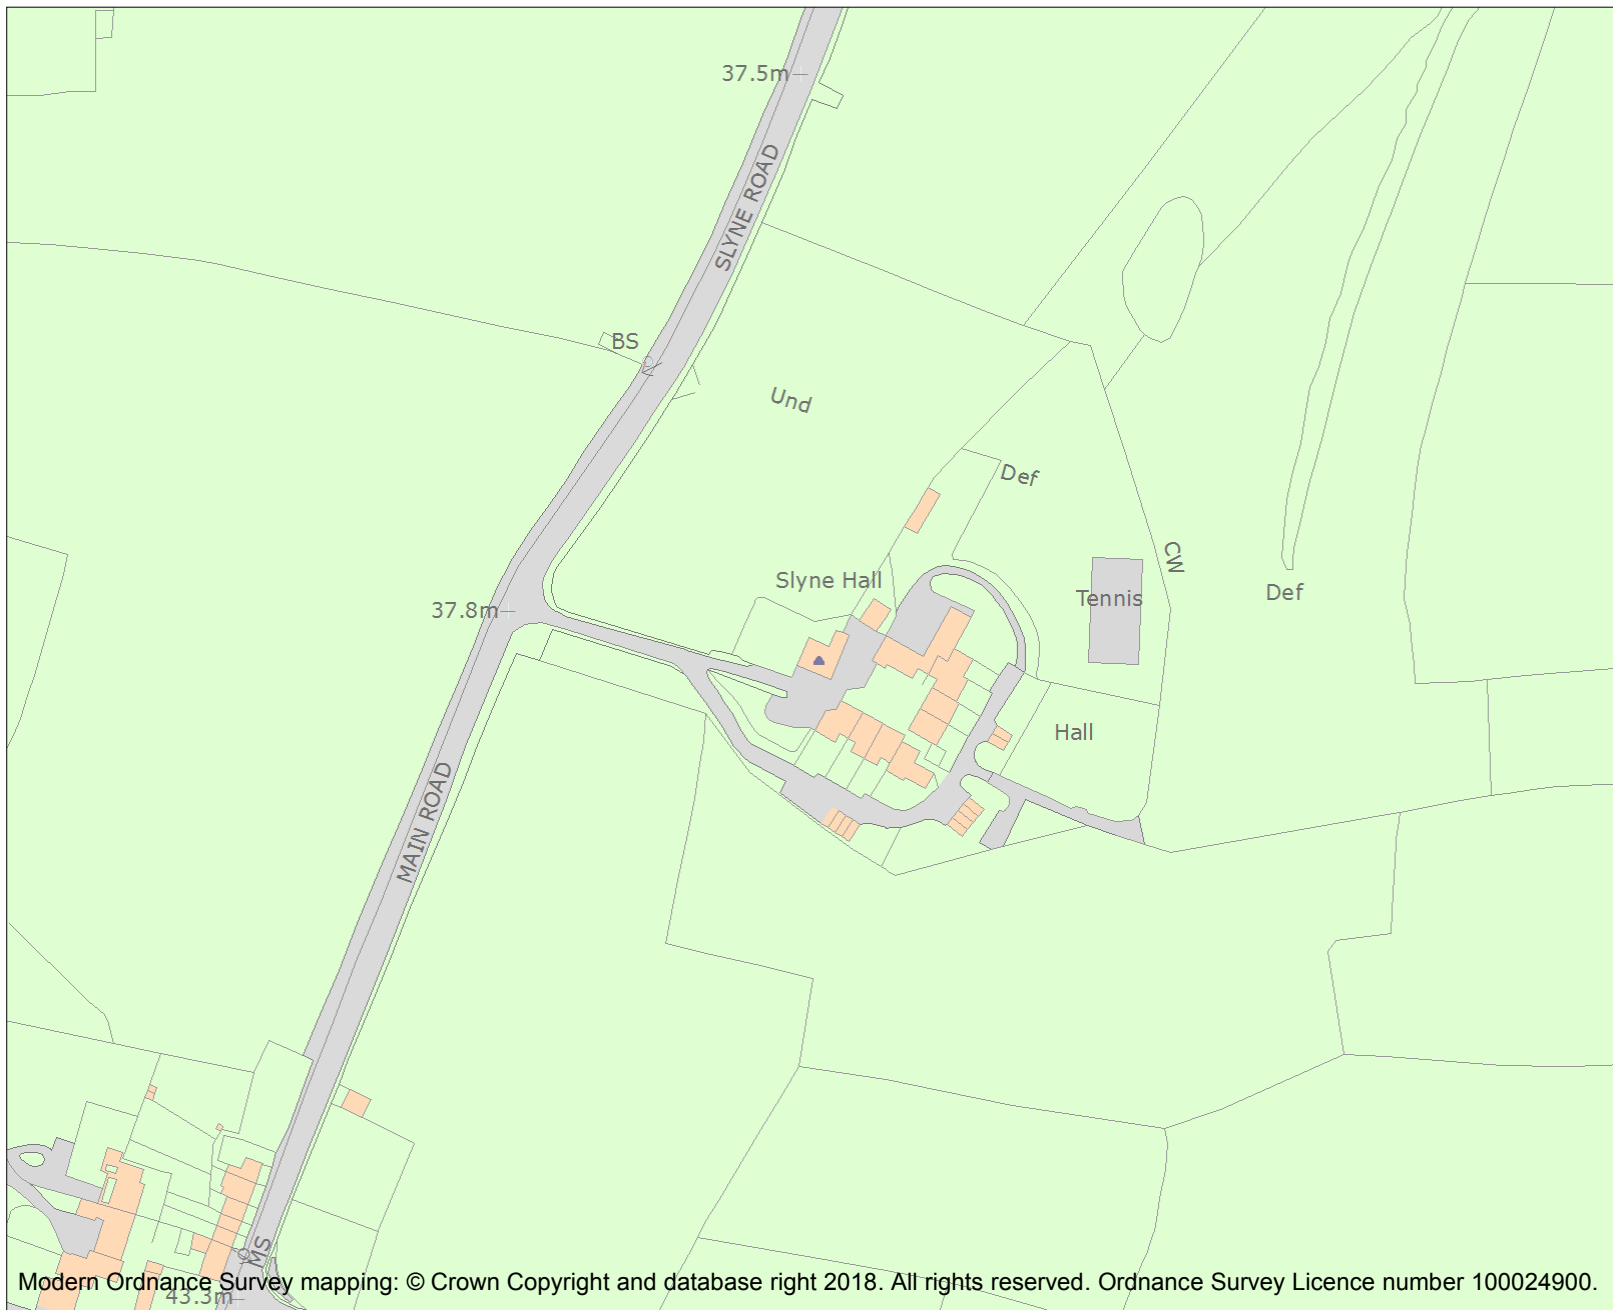 37.5m
SLYNE ROAD
BS
Und
Def
CW
Slyne Hall
Tennis
Def
37.8m
Hall
MAIN ROAD
MS
Modern Ordnance Survey mapping: © Crown Copyright and database right 2018. All rights reserved. Ordnance Survey Licence number 100024900.
43.3m